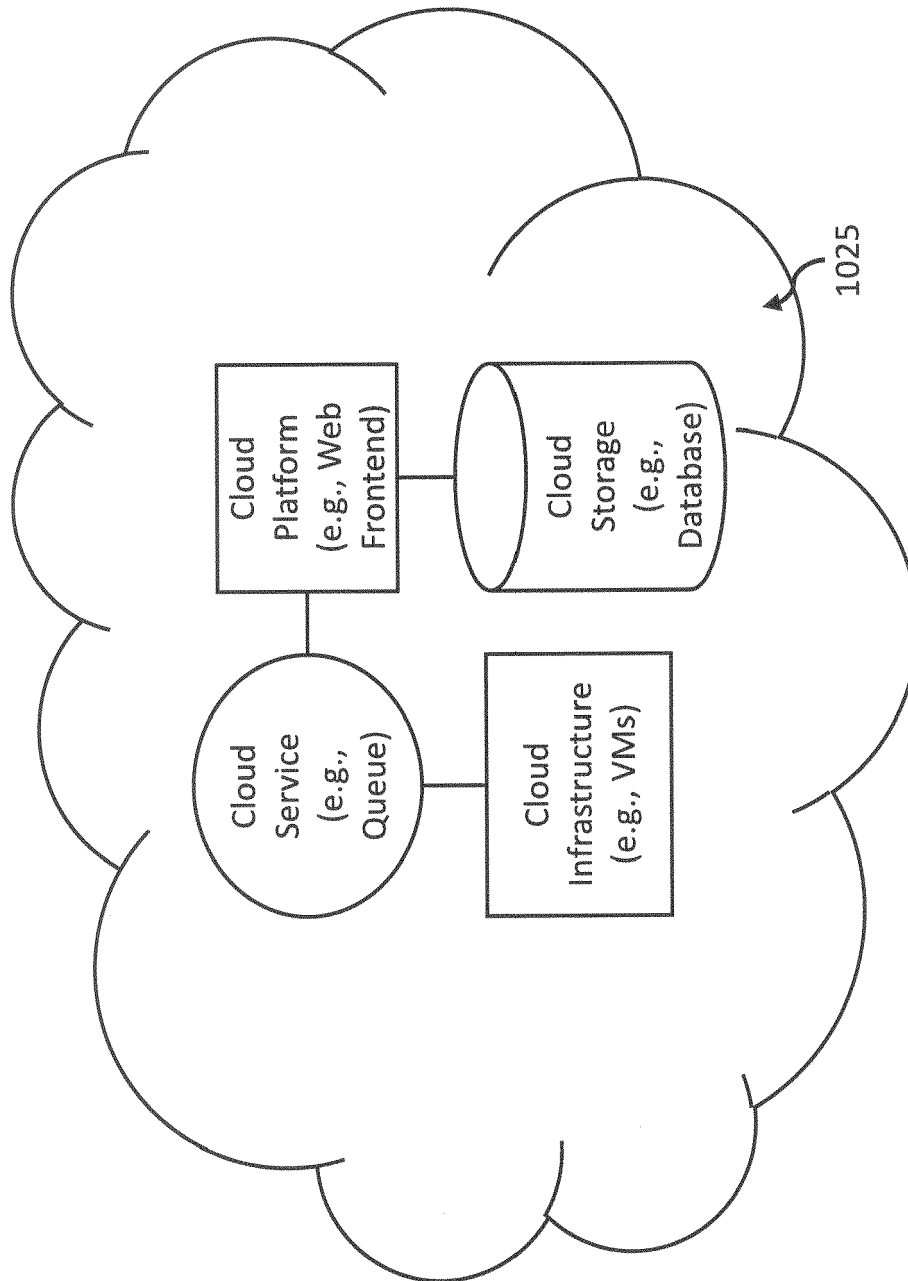 Cloud
Service
(e.g.,
Queue)
Cloud
Platform
(e.g., Web
Frontend)
Cloud
Infrastructure
(e.g., VMs)
Cloud
Storage
(e.g.,
Database)
1025